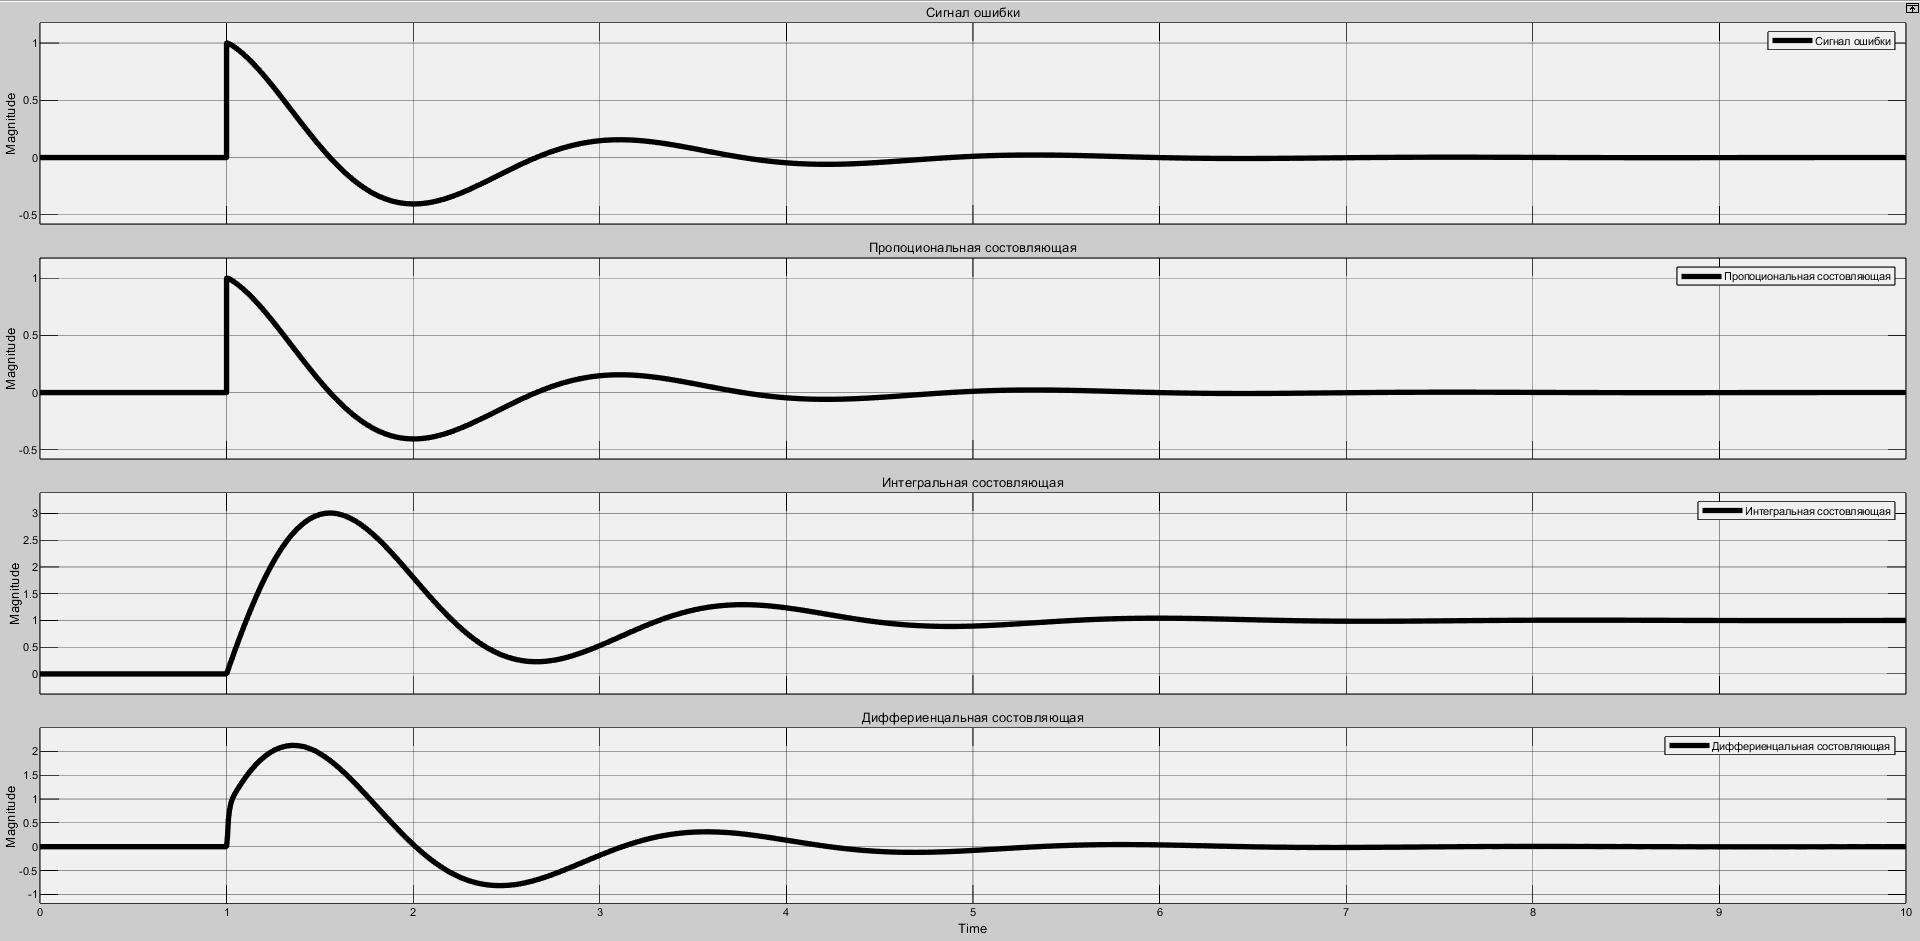 Сигнал ошибки
Сигнал ошибки
1
0.5
0
-0.5
Magnitude
Пропоциональная состовляющая
Пропоциональная состовляющая
1
0.5
0
-0.5
Magnitude
Интегральная состовляющая
Интегральная состовляющая
3
2.5
2
1.5
1
0.5
0
Magnitude
Диффериенцальная состовляющая
Диффериенцальная состовляющая
2
1.5
1
0.5
0
-0.5
-1
Magnitude
0 1 2 3 4 5 6 7 8 9 10
Time